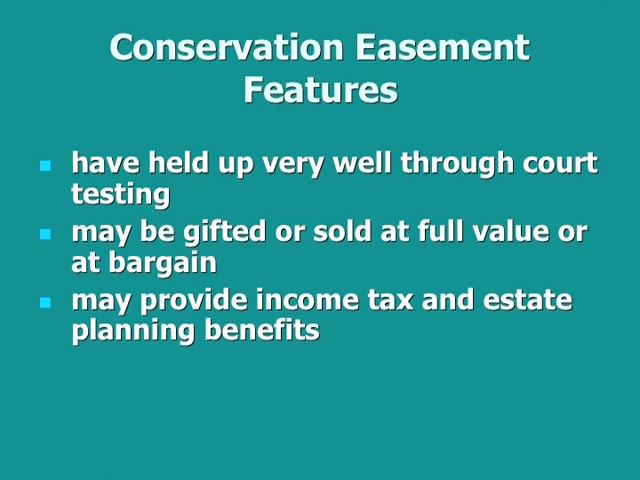 Conservation Easement
Features
have held up very well through court
testing
may be gifted or sold at full value or
at bargain
may provide income tax and estate
planning benefits